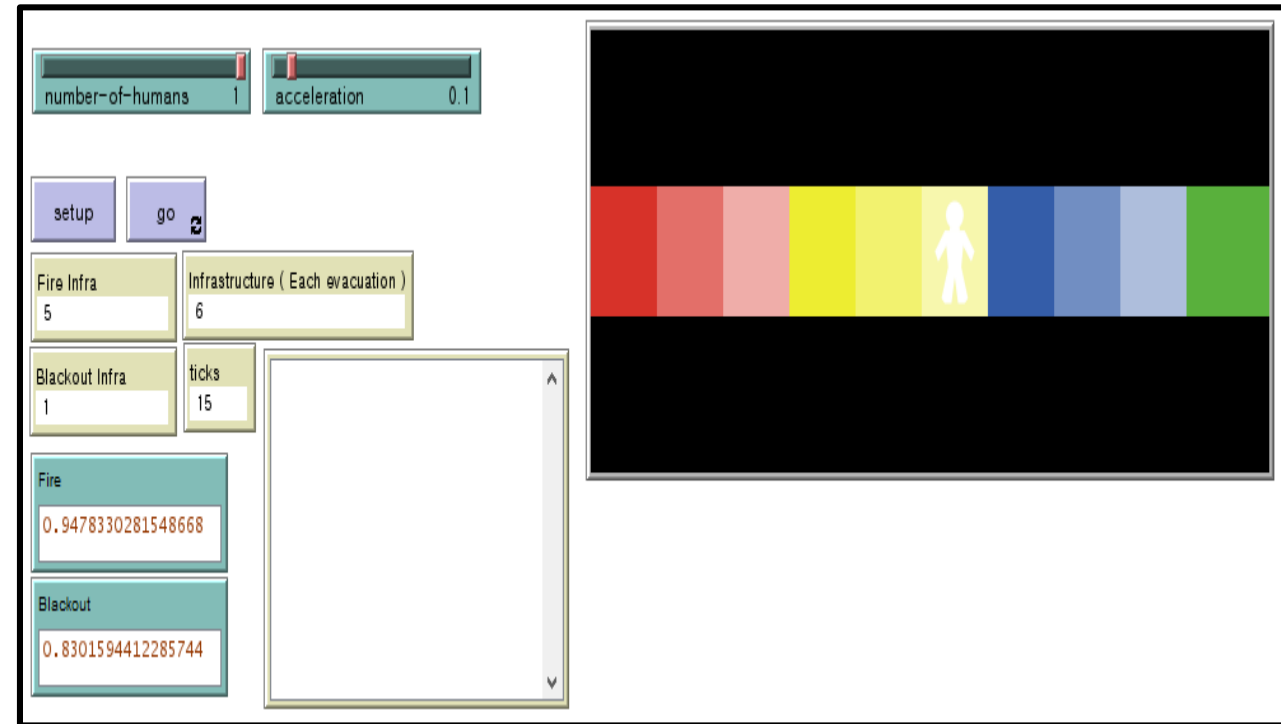 number-of-humans 1
acceleration 0.1
setup
go
Fire Infra
5
Infrastructure ( Each evacuation )
6
Blackout Infra
1
ticks
15
Fire
0.9478330281548668
Blackout
0.8301594412285744